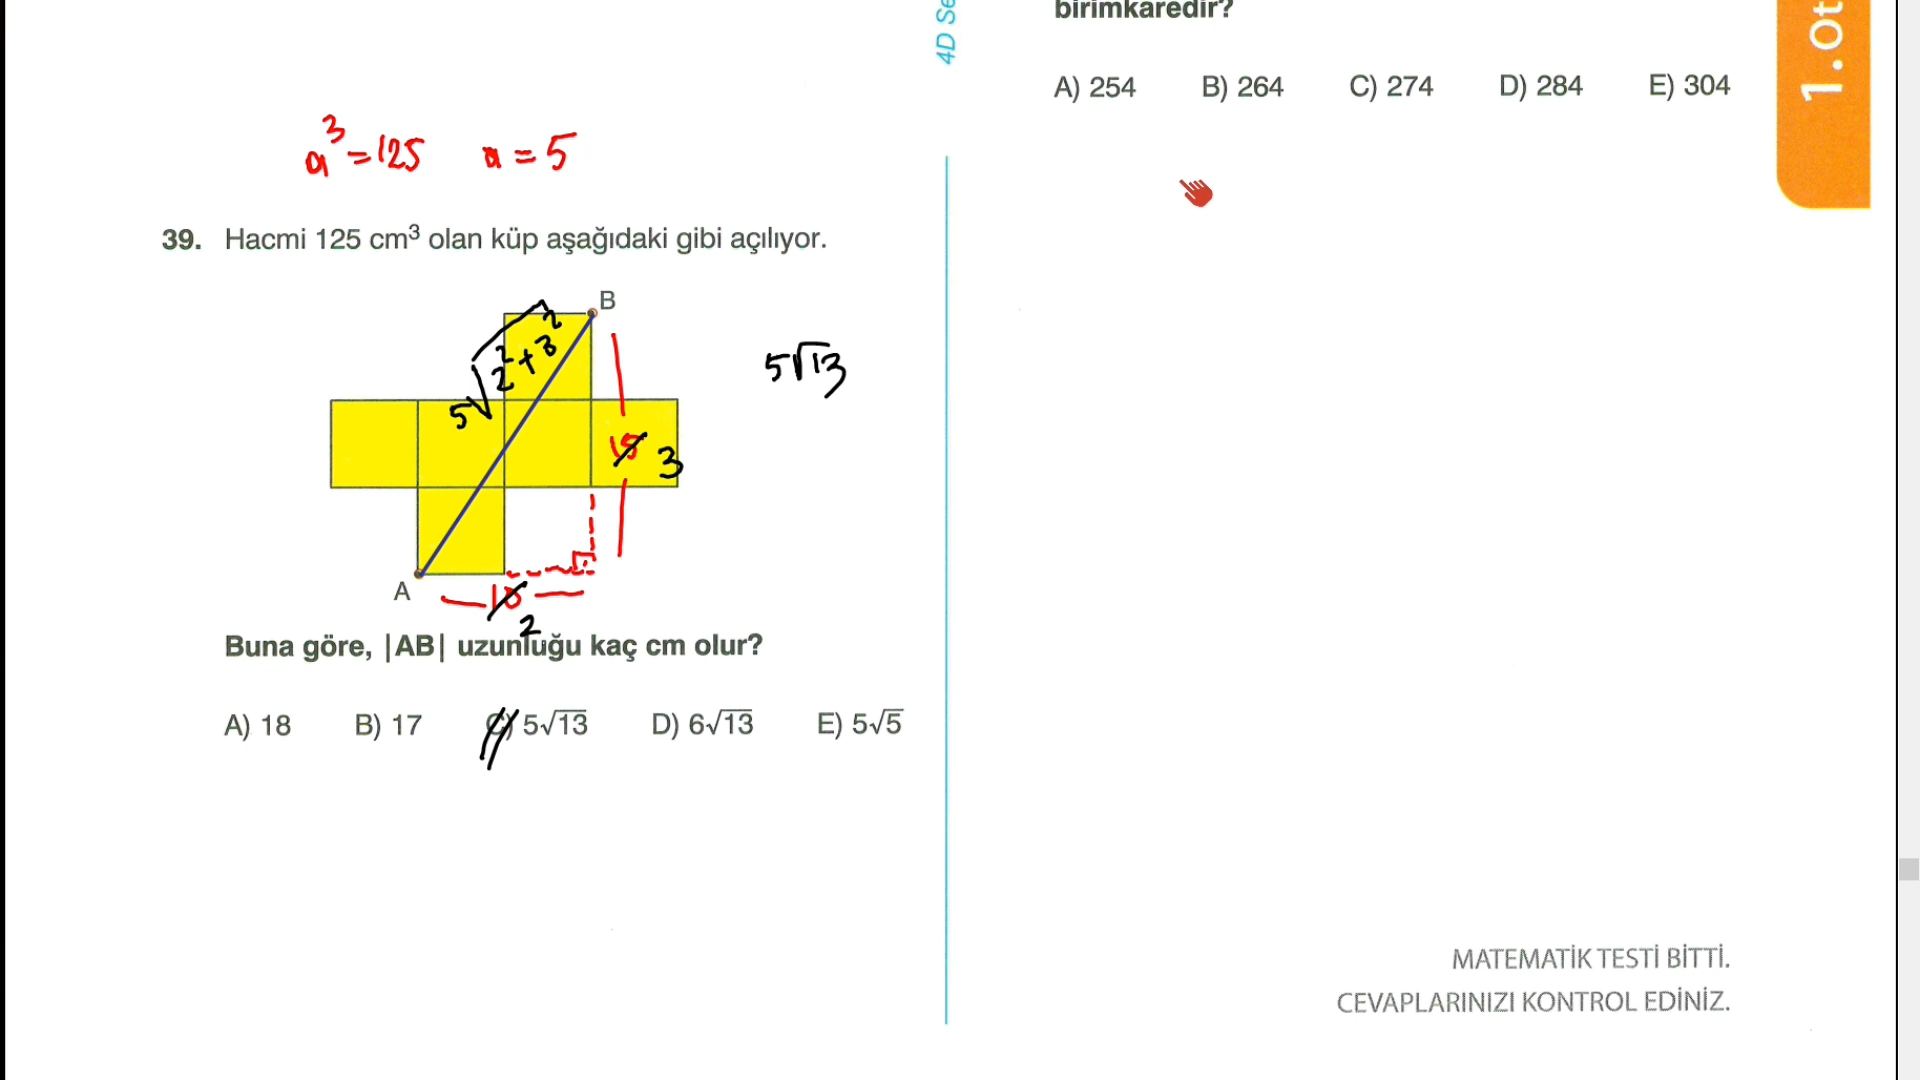 a³ = 125 a = 5
39. Hacmi 125 cm³ olan küp aşağıdaki gibi açılıyor.
B
5√2²+3²
5√13
15 3
A
10
2
Buna göre, |AB| uzunluğu kaç cm olur?
A) 18 B) 17 C) 5√13 D) 6√13 E) 5√5
4D Se
birimkaredir?
A) 254 B) 264 C) 274 D) 284 E) 304
MATEMATİK TESTİ BİTTİ.
CEVAPLARINIZI KONTROL EDİNİZ.
1.Ot